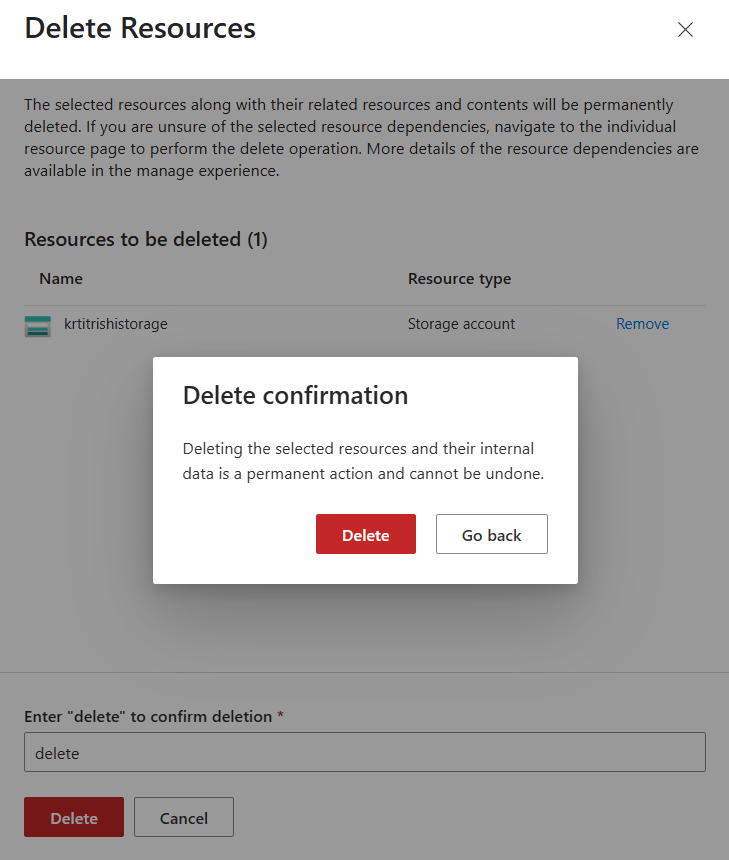 Delete Resources
The selected resources along with their related resources and contents will be permanently
deleted. If you are unsure of the selected resource dependencies, navigate to the individual
resource page to perform the delete operation. More details of the resource dependencies are
available in the manage experience.
Resources to be deleted (1)
Name Resource type
krtitrishistorage Storage account Remove
Delete confirmation
Deleting the selected resources and their internal
data is a permanent action and cannot be undone.
Delete Go back
Enter "delete" to confirm deletion *
delete
Delete Cancel